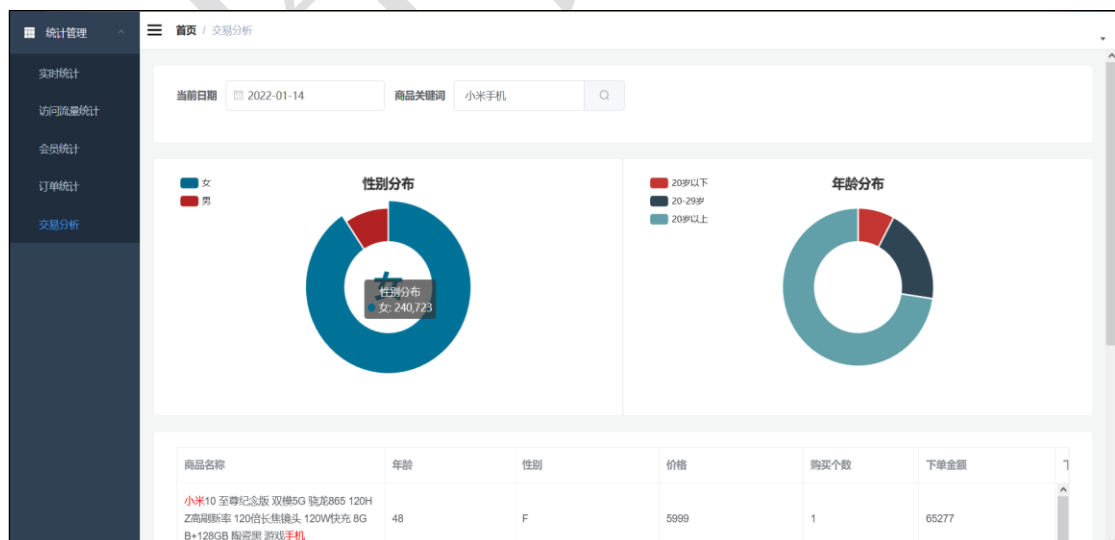 统计管理
首页 / 交易分析
实时统计
访问流量统计
会员统计
订单统计
交易分析
当前日期 2022-01-14 商品关键词 小米手机
女
男
性别分布
女
性别分布
女: 240,723
20岁以下
20-29岁
20岁以上
年龄分布
商品名称 年龄 性别 价格 购买个数 下单金额
小米10 至尊纪念版 双模5G 骁龙865 120H
Z高刷新率 120倍长焦镜头 120W快充 8G
B+128GB 陶瓷黑 游戏手机
48 F 5999 1 65277